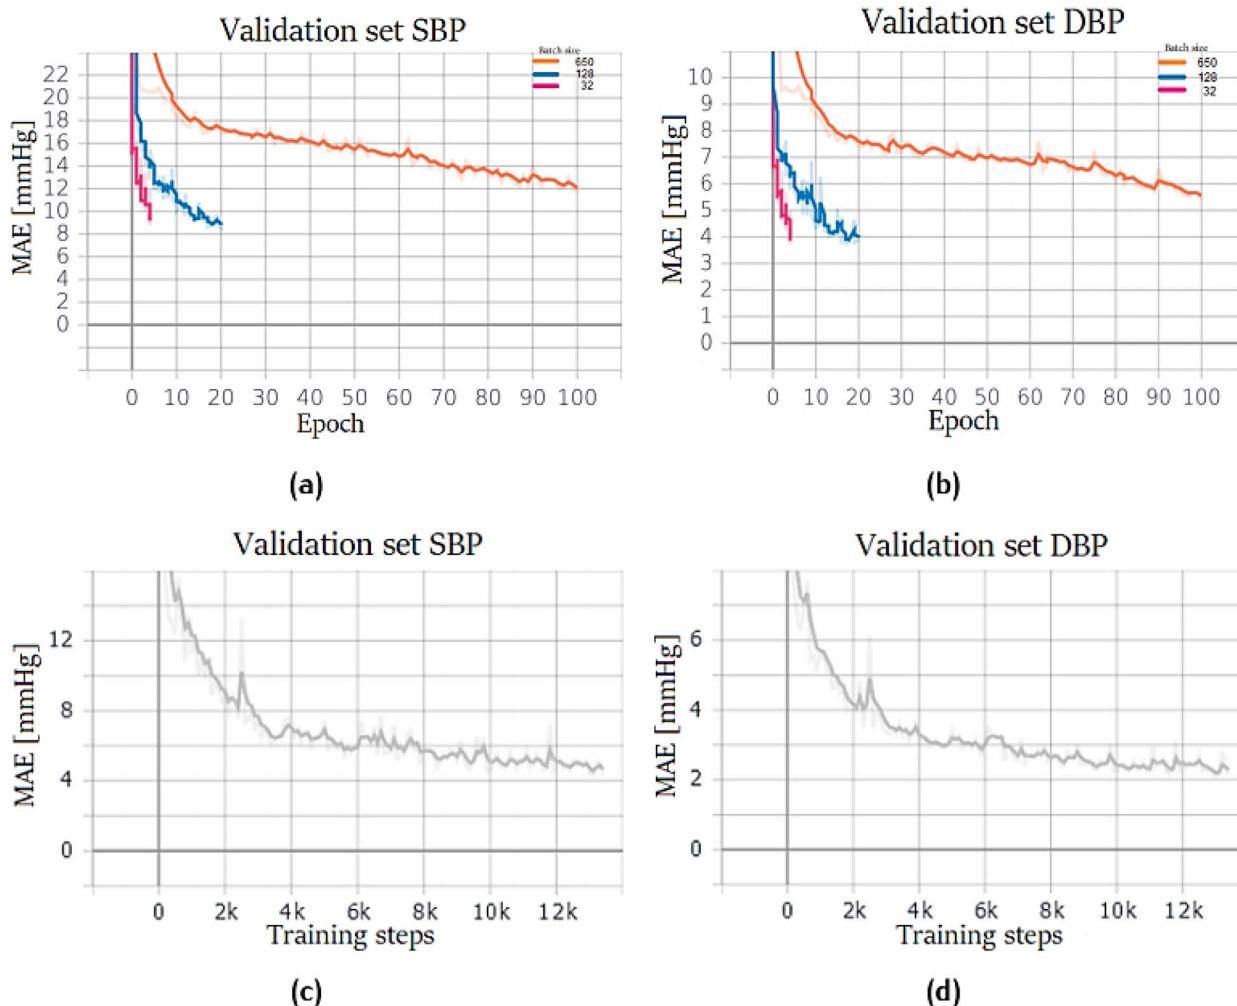 Validation set SBP
Batch size
650
128
32
MAE [mmHg]
22
20
18
16
14
12
10
8
6
4
2
0
0 10 20 30 40 50 60 70 80 90 100
Epoch
(a)
Validation set DBP
Batch size
650
128
32
MAE [mmHg]
10
9
8
7
6
5
4
3
2
1
0
0 10 20 30 40 50 60 70 80 90 100
Epoch
(b)
Validation set SBP
MAE [mmHg]
12
8
4
0
0 2k 4k 6k 8k 10k 12k
Training steps
(c)
Validation set DBP
MAE [mmHg]
6
4
2
0
0 2k 4k 6k 8k 10k 12k
Training steps
(d)